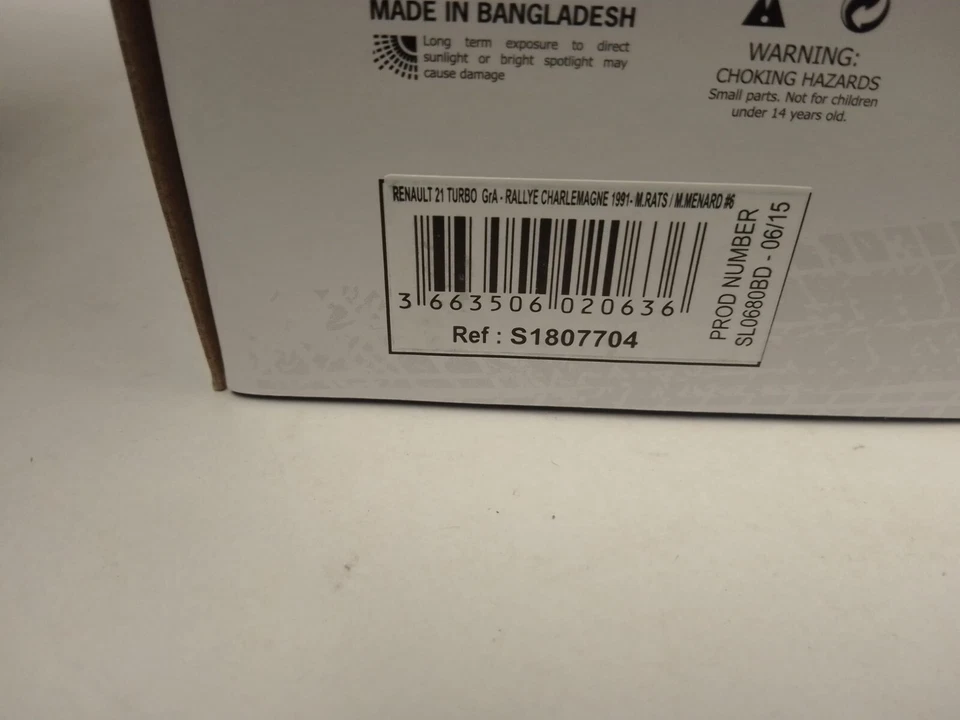 MADE IN BANGLADESH
Long term exposure to direct
sunlight or bright spotlight may
cause damage
WARNING:
CHOKING HAZARDS
Small parts. Not for children
under 14 years old.
RENAULT 21 TURBO GrA - RALLYE CHARLEMAGNE 1991- M.RATS / M.MENARD #6
3 663506 020636
Ref : S1807704
PROD NUMBER
SL0680BD - 06/15